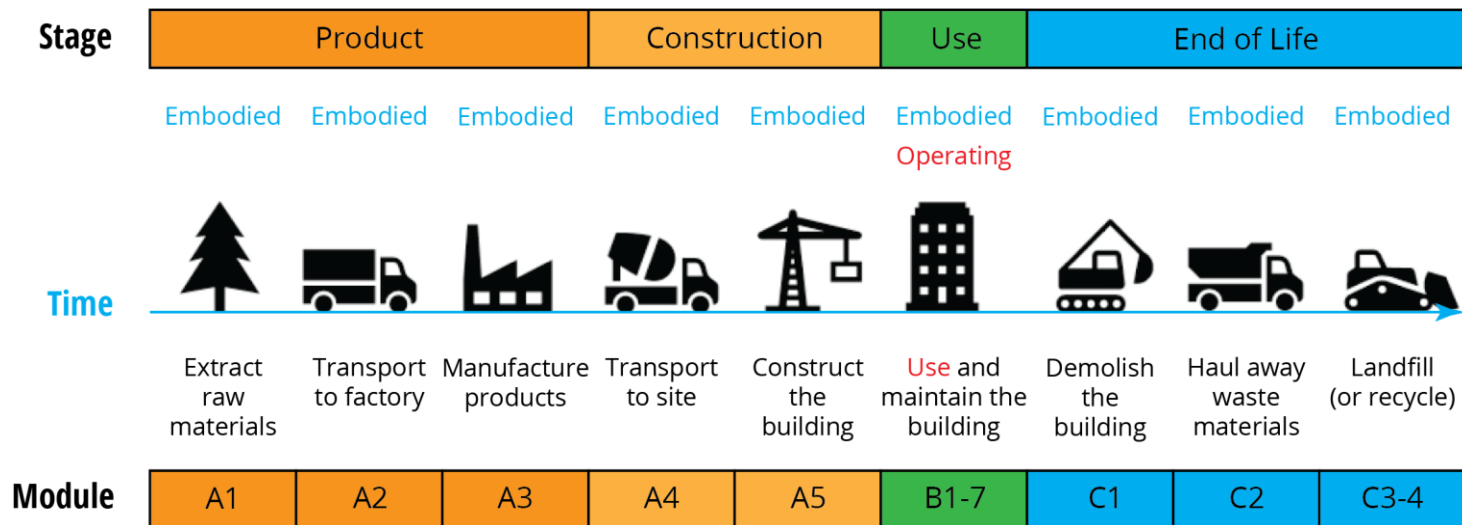 Stage Product Construction Use End of Life
Embodied Embodied Embodied Embodied Embodied Embodied Embodied Embodied Embodied
Operating
Time
Extract raw materials
Transport to factory
Manufacture products
Transport to site
Construct the building
Use and maintain the building
Demolish the building
Haul away waste materials
Landfill (or recycle)
Module A1 A2 A3 A4 A5 B1-7 C1 C2 C3-4